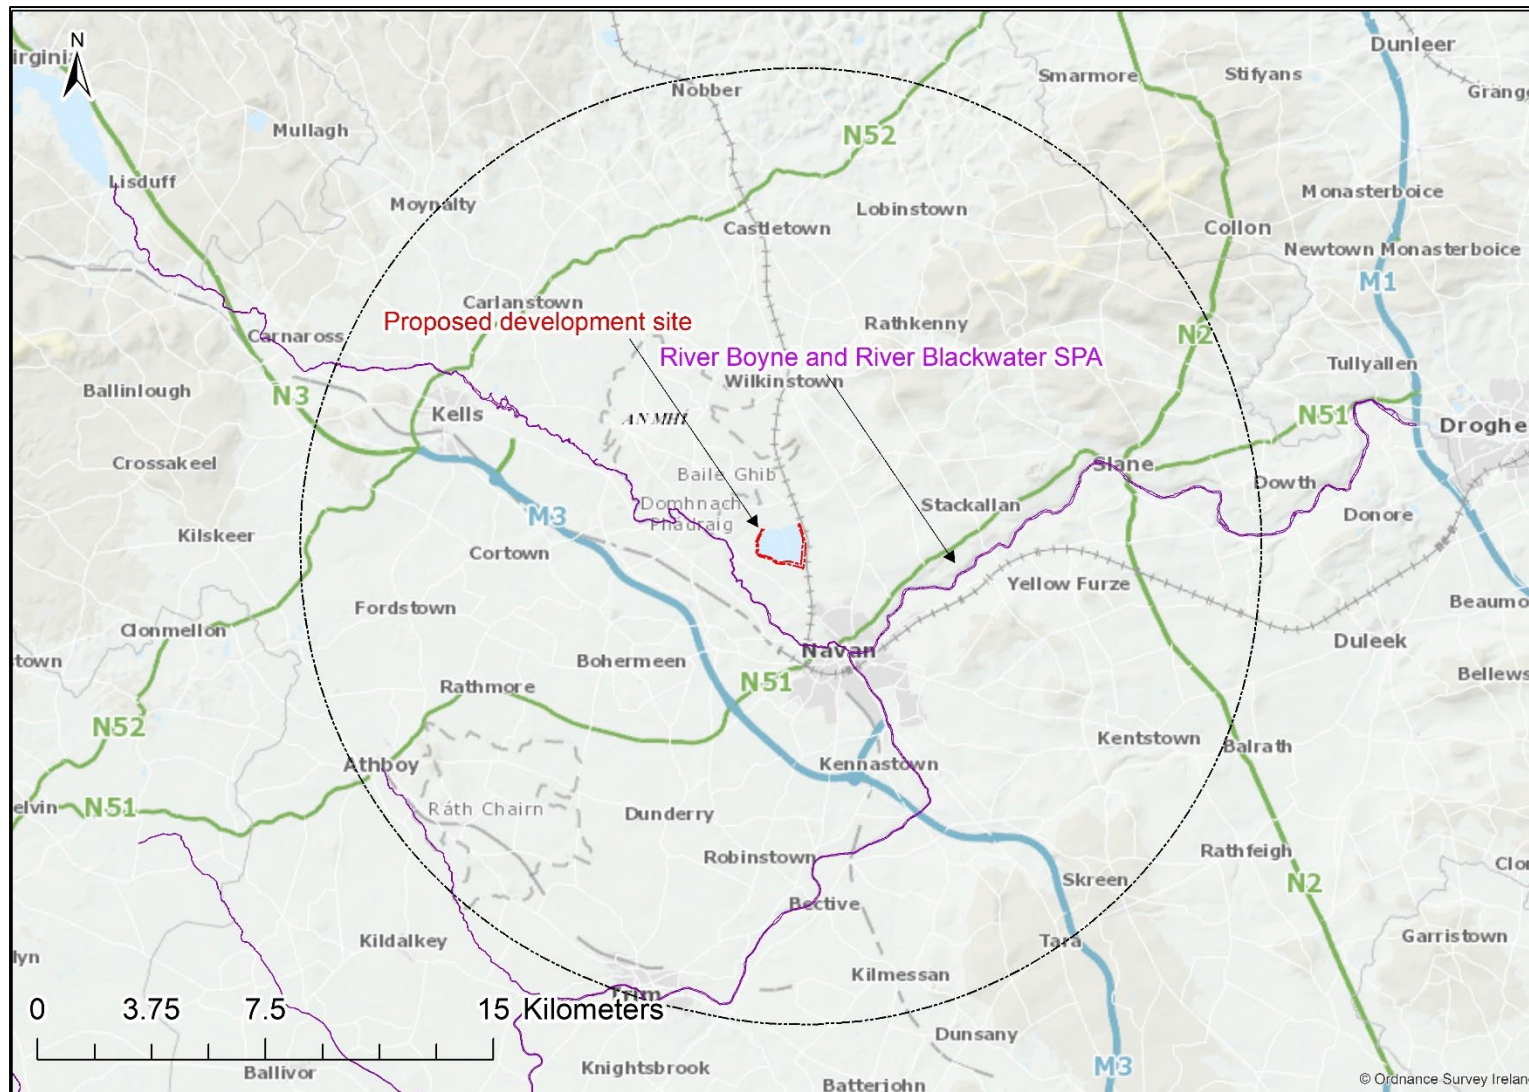 N
Dunleer
irginia
Smarmore
Stifyans
Nobber
Grang
Mullagh
N52
Lisduff
Monasterboice
Moynalty
Lobinstown
Castletown
Collon
Newtown Monasterboice
M1
Carlanstown
Proposed development site
Rathkenny
Carnaross
N2
River Boyne and River Blackwater SPA
Tullyallen
Wilkinstown
Ballinlough
N3
Kells
AN MHI
N51
Droghe
Crossakeel
Slane
Baile Ghib
Dowth
Domhnach
Phádraig
Stackallan
M3
Donore
Kilskeer
Cortown
Yellow Furze
Fordstown
Beaumo
Clonmellon
Duleek
Navan
stown
Bohermeen
Bellews
Rathmore
N51
N52
Kentstown
Balrath
Athboy
Kennastown
elvin
N51
Ráth Chairn
Dunderry
Robinstown
Rathfeigh
Clo
Skreen
N2
Bective
Kildalkey
Tara
Garristown
lyn
Kilmessan
Trim
0 3.75 7.5 15 Kilometers
Dunsany
Knightsbrook
M3
Ballivor
Batterjohn
© Ordnance Survey Irelan